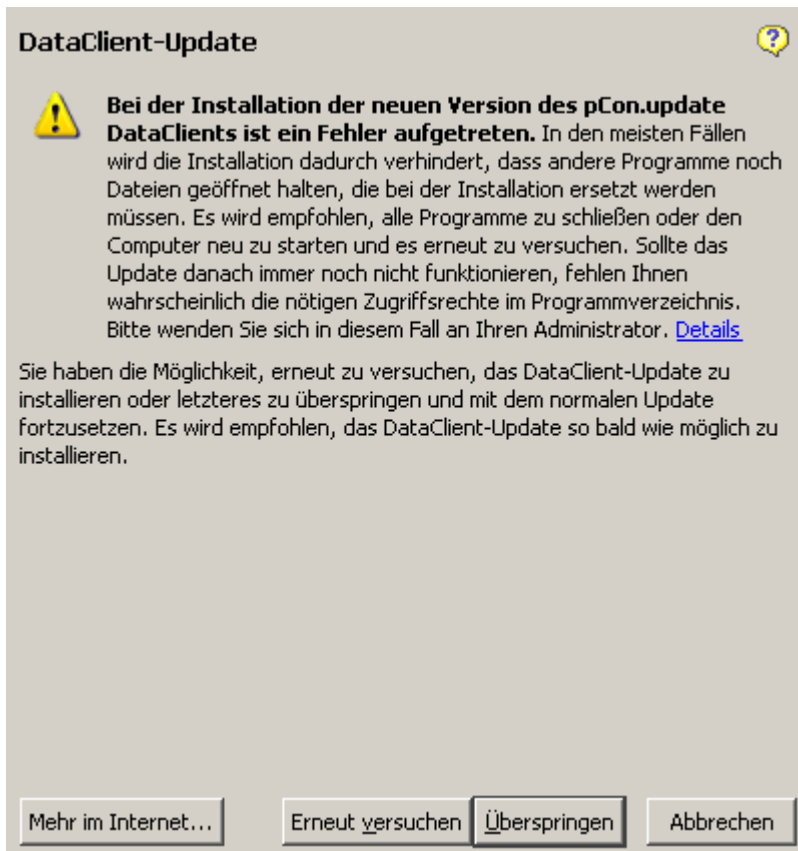 DataClient-Update
Bei der Installation der neuen Version des pCon.update
DataClients ist ein Fehler aufgetreten. In den meisten Fällen
wird die Installation dadurch verhindert, dass andere Programme noch
Dateien geöffnet halten, die bei der Installation ersetzt werden
müssen. Es wird empfohlen, alle Programme zu schließen oder den
Computer neu zu starten und es erneut zu versuchen. Sollte das
Update danach immer noch nicht funktionieren, fehlen Ihnen
wahrscheinlich die nötigen Zugriffsrechte im Programmverzeichnis.
Bitte wenden Sie sich in diesem Fall an Ihren Administrator. Details
Sie haben die Möglichkeit, erneut zu versuchen, das DataClient-Update zu
installieren oder letzteres zu überspringen und mit dem normalen Update
fortzusetzen. Es wird empfohlen, das DataClient-Update so bald wie möglich zu
installieren.
Mehr im Internet... Erneut versuchen Überspringen Abbrechen